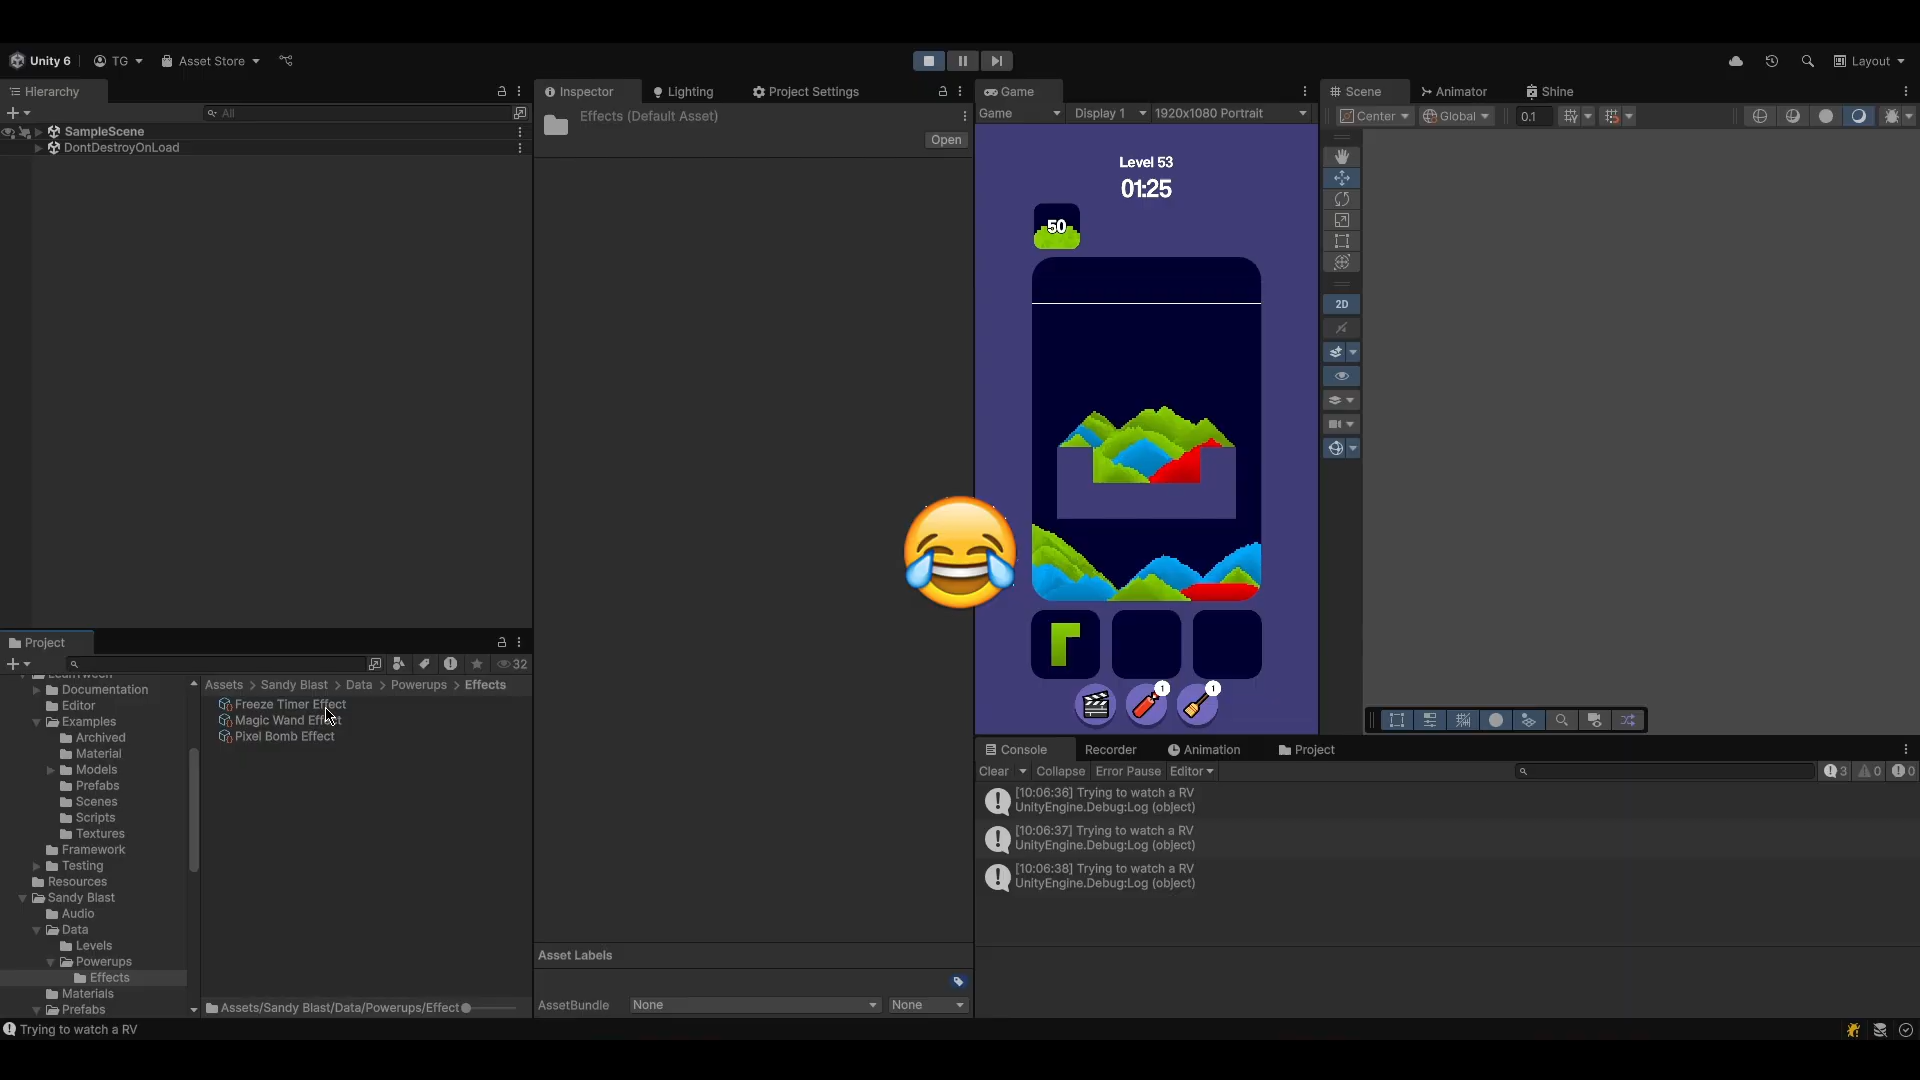 Unity 6 TG Asset Store Layout
Hierarchy
All
SampleScene
DontDestroyOnLoad
Inspector Lighting Project Settings
Effects (Default Asset)
Open
Asset Labels
AssetBundle None None
Game
Game Display 1 1920x1080 Portrait
Level 53
01:25
50
1
1
Scene Animator Shine
Center Global 0.1
2D
Project
32
Documentation
Editor
Examples
Archived
Material
Models
Prefabs
Scenes
Scripts
Textures
Framework
Testing
Resources
Sandy Blast
Audio
Data
Levels
Powerups
Effects
Materials
Prefabs
Assets > Sandy Blast > Data > Powerups > Effects
Freeze Timer Effect
Magic Wand Effect
Pixel Bomb Effect
Assets/Sandy Blast/Data/Powerups/Effect
Console Recorder Animation Project
Clear Collapse Error Pause Editor 3 0 0
[10:06:36] Trying to watch a RV
UnityEngine.Debug:Log (object)
[10:06:37] Trying to watch a RV
UnityEngine.Debug:Log (object)
[10:06:38] Trying to watch a RV
UnityEngine.Debug:Log (object)
Trying to watch a RV